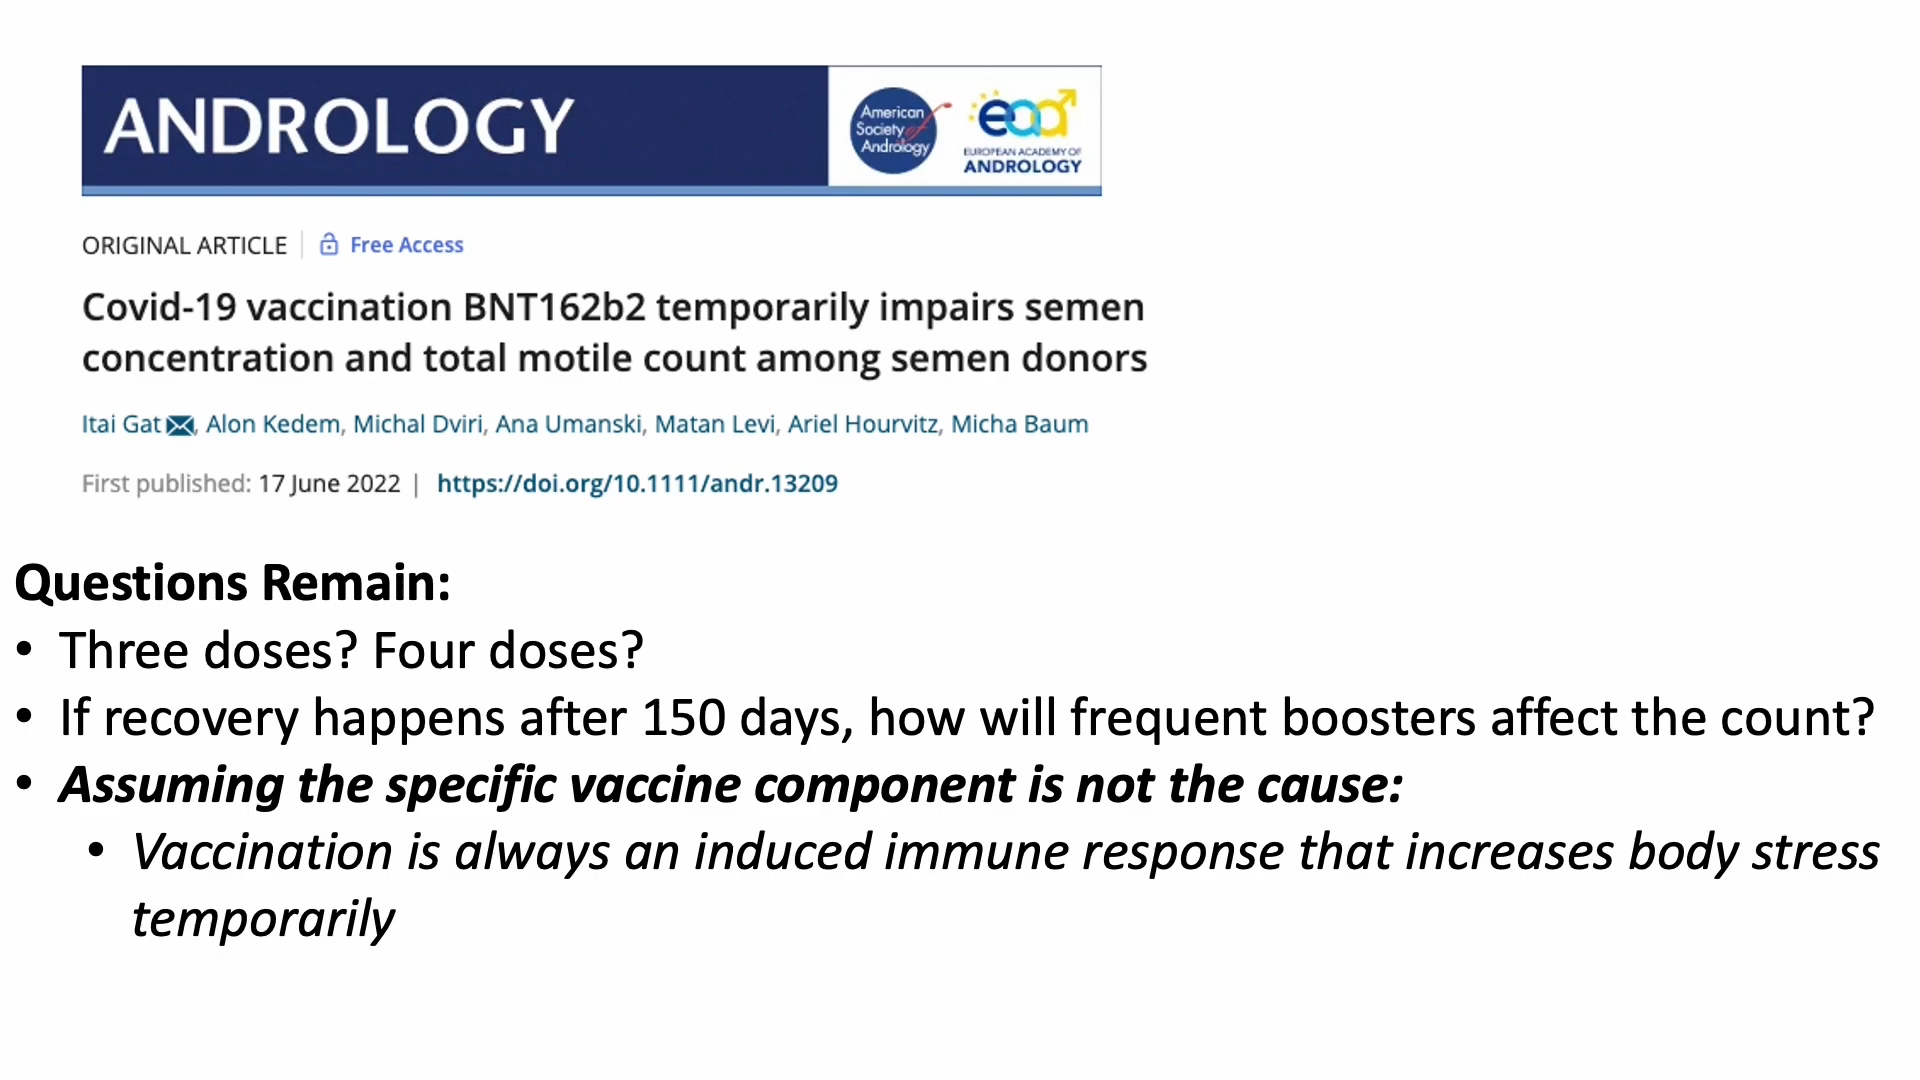 ANDROLOGY
American
Society of
Andrology
eaa
EUROPEAN ACADEMY OF
ANDROLOGY
ORIGINAL ARTICLE | Free Access
Covid-19 vaccination BNT162b2 temporarily impairs semen
concentration and total motile count among semen donors
Itai Gat, Alon Kedem, Michal Dviri, Ana Umanski, Matan Levi, Ariel Hourvitz, Micha Baum
First published: 17 June 2022 | https://doi.org/10.1111/andr.13209
Questions Remain:
• Three doses? Four doses?
• If recovery happens after 150 days, how will frequent boosters affect the count?
• Assuming the specific vaccine component is not the cause:
• Vaccination is always an induced immune response that increases body stress
temporarily